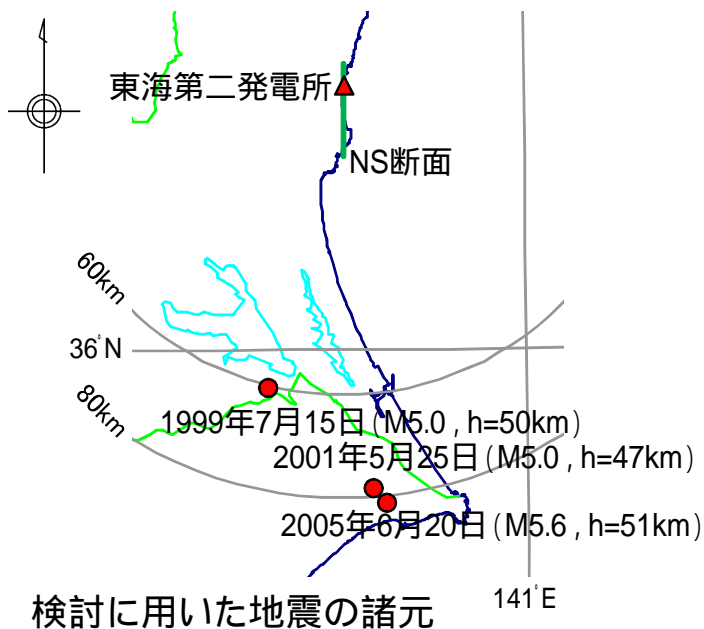 東海第二発電所
NS断面
60km
36°N
80km
1999年7月15日(M5.0 , h=50km)
2001年5月25日(M5.0 , h=47km)
2005年6月20日(M5.6 , h=51km)
141°E
検討に用いた地震の諸元